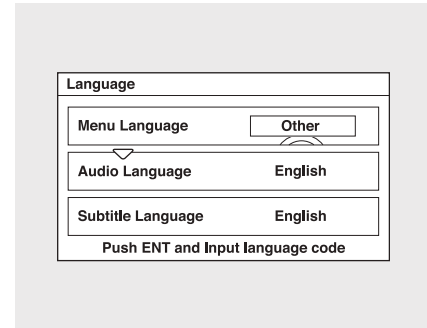 Language
Menu Language Other
Audio Language English
Subtitle Language English
Push ENT and Input language code